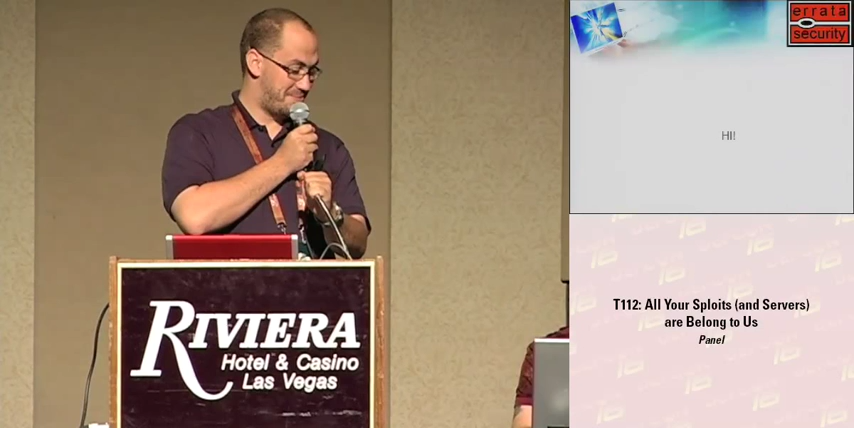 errata
security
HI!
T112: All Your Sploits (and Servers)
are Belong to Us
Panel
RIVIERA
Hotel & Casino
Las Vegas